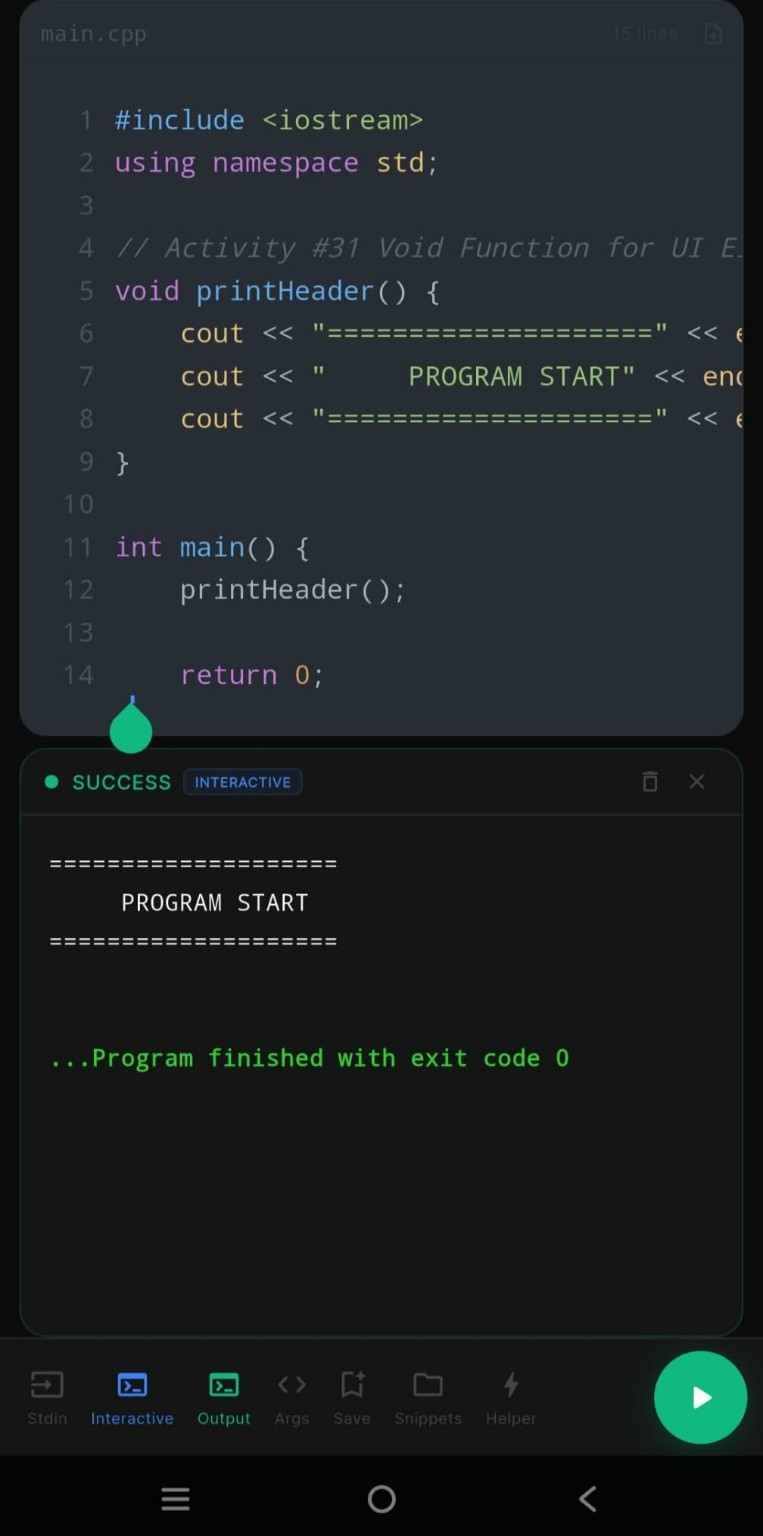 main.cpp 15 lines
1 #include <iostream>
2 using namespace std;
3
4 // Activity #31 Void Function for UI E
5 void printHeader() {
6     cout << "====================" << e
7     cout << "     PROGRAM START" << end
8     cout << "====================" << e
9 }
10
11 int main() {
12     printHeader();
13
14     return 0;
SUCCESS INTERACTIVE
====================
     PROGRAM START
====================
...Program finished with exit code 0
Stdin Interactive Output Args Save Snippets Helper